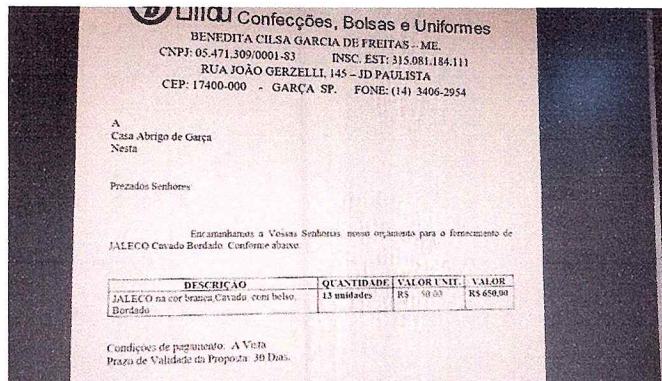 Confecções, Bolsas e Uniformes
BENEDITA CILSA GARCIA DE FREITAS - ME.
CNPJ: 05.471.309/0001-83 INSC. EST: 315.081.184.111
RUA JOÃO GERZELLI, 145 – JD PAULISTA
CEP: 17400-000 - GARÇA SP. FONE: (14) 3406-2954
A
Casa Abrigo de Garça
Nesta
Prezados Senhores
Encaminhamos a Vossas Senhorias nosso orçamento para o fornecimento de
JALECO Cavado Bordado. Conforme abaixo.
DESCRIÇÃO QUANTIDADE VALOR UNIT. VALOR
JALECO na cor branca, Cavado, com bolso, 13 unidades R$ 50,00 R$ 650,00
Bordado
Condições de pagamento: A Vista
Prazo de Validade da Proposta: 30 Dias.